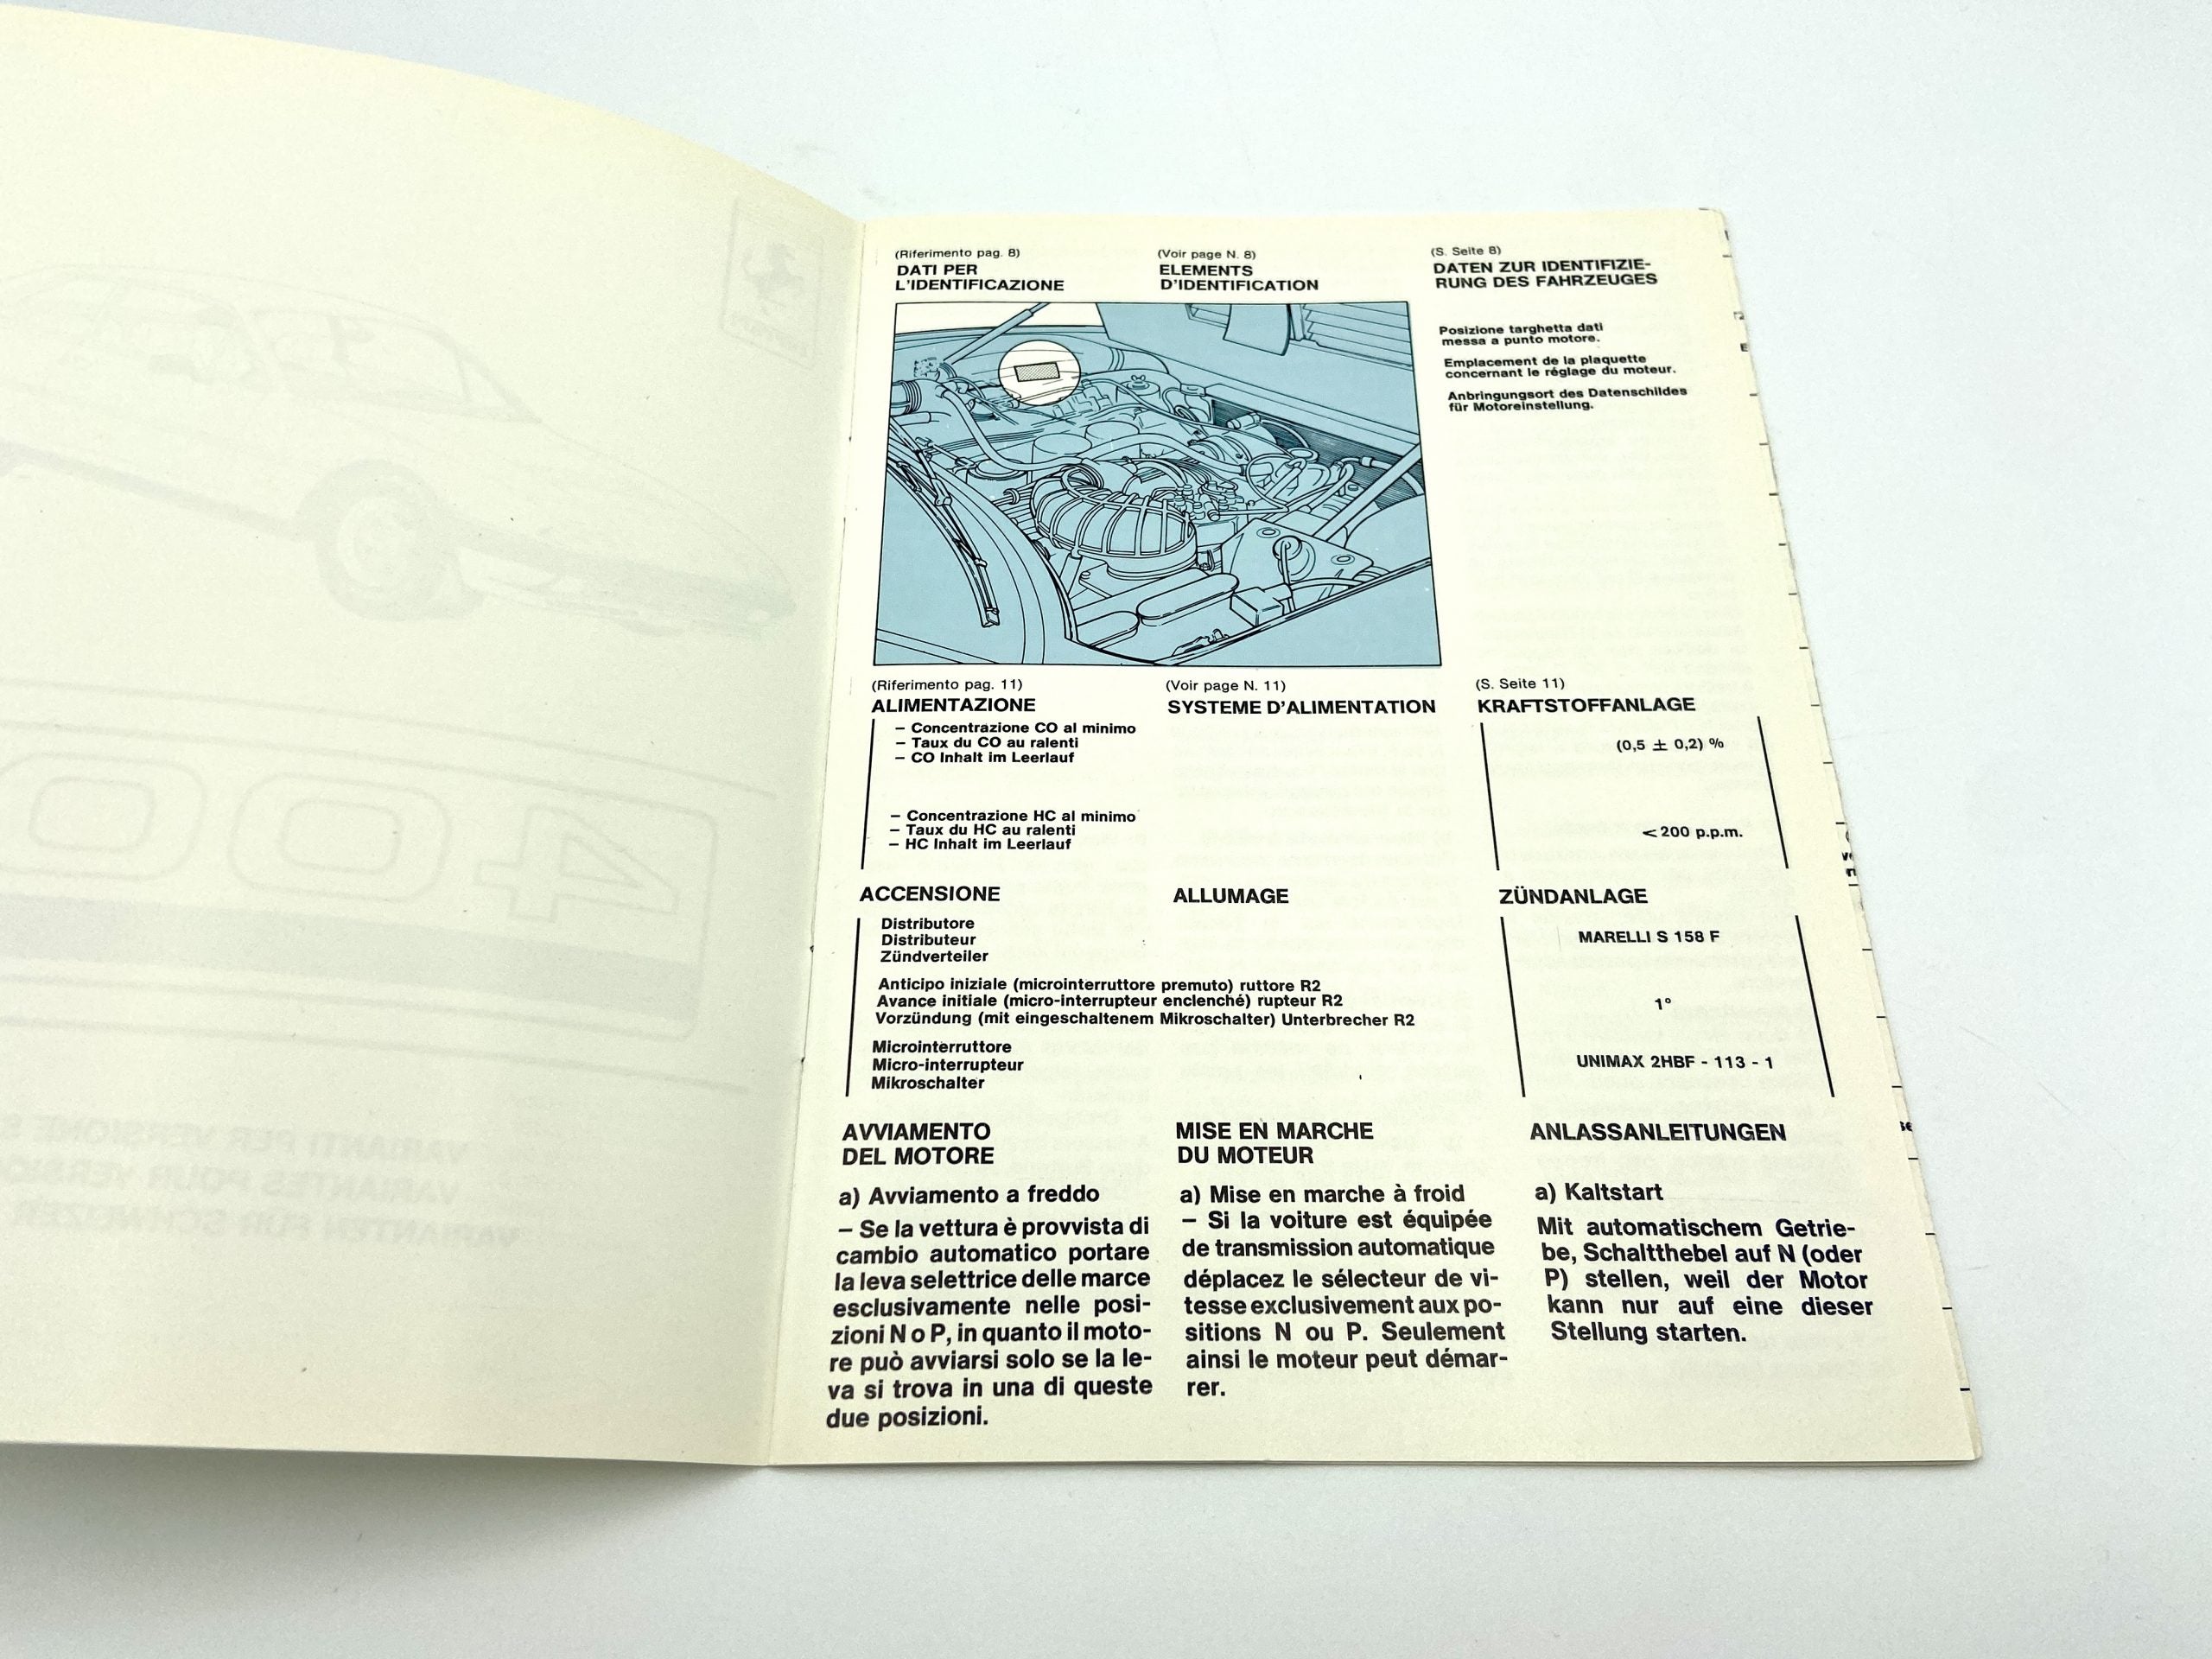 (Riferimento pag. 8)
DATI PER
L'IDENTIFICAZIONE
(Voir page N. 8)
ELEMENTS
D'IDENTIFICATION
(S. Seite 8)
DATEN ZUR IDENTIFIZIE-
RUNG DES FAHRZEUGES
Posizione targhetta dati
messa a punto motore.
Emplacement de la plaquette
concernant le réglage du moteur.
Anbringungsort des Datenschildes
für Motoreinstellung.
(Riferimento pag. 11)
ALIMENTAZIONE
(Voir page N. 11)
SYSTEME D'ALIMENTATION
(S. Seite 11)
KRAFTSTOFFANLAGE
– Concentrazione CO al minimo
– Taux du CO au ralenti
– CO Inhalt im Leerlauf
(0,5 ± 0,2) %
– Concentrazione HC al minimo
– Taux du HC au ralenti
– HC Inhalt im Leerlauf
< 200 p.p.m.
ACCENSIONE
ALLUMAGE
ZÜNDANLAGE
Distributore
Distributeur
Zündverteiler
MARELLI S 158 F
Anticipo iniziale (microinterruttore premuto) ruttore R2
Avance initiale (micro-interrupteur enclenché) rupteur R2
Vorzündung (mit eingeschaltenem Mikroschalter) Unterbrecher R2
1°
Microinterruttore
Micro-interrupteur
Mikroschalter
UNIMAX 2HBF - 113 - 1
AVVIAMENTO
DEL MOTORE
a) Avviamento a freddo
– Se la vettura è provvista di
cambio automatico portare
la leva selettrice delle marce
esclusivamente nelle posi-
zioni N o P, in quanto il moto-
re può avviarsi solo se la le-
va si trova in una di queste
due posizioni.
MISE EN MARCHE
DU MOTEUR
a) Mise en marche à froid
– Si la voiture est équipée
de transmission automatique
déplacez le sélecteur de vi-
tesse exclusivement aux po-
sitions N ou P. Seulement
ainsi le moteur peut démar-
rer.
ANLASSANLEITUNGEN
a) Kaltstart
Mit automatischem Getrie-
be, Schaltthebel auf N (oder
P) stellen, weil der Motor
kann nur auf eine dieser
Stellung starten.